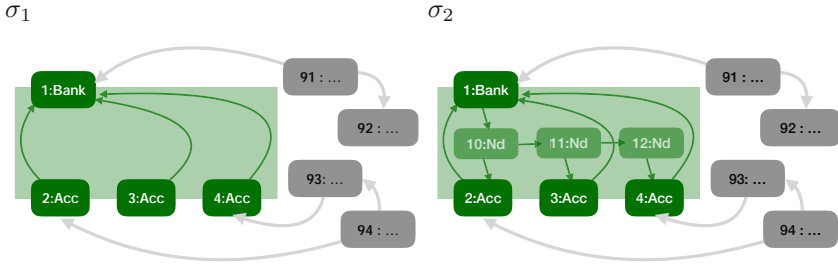 σ1 σ2
1:Bank 91 : ... 1:Bank 91 : ...
92 : ... 92 : ...
10:Nd 11:Nd 12:Nd
2:Acc 3:Acc 4:Acc 93: ... 2:Acc 3:Acc 4:Acc 93: ...
94 : ... 94 : ...